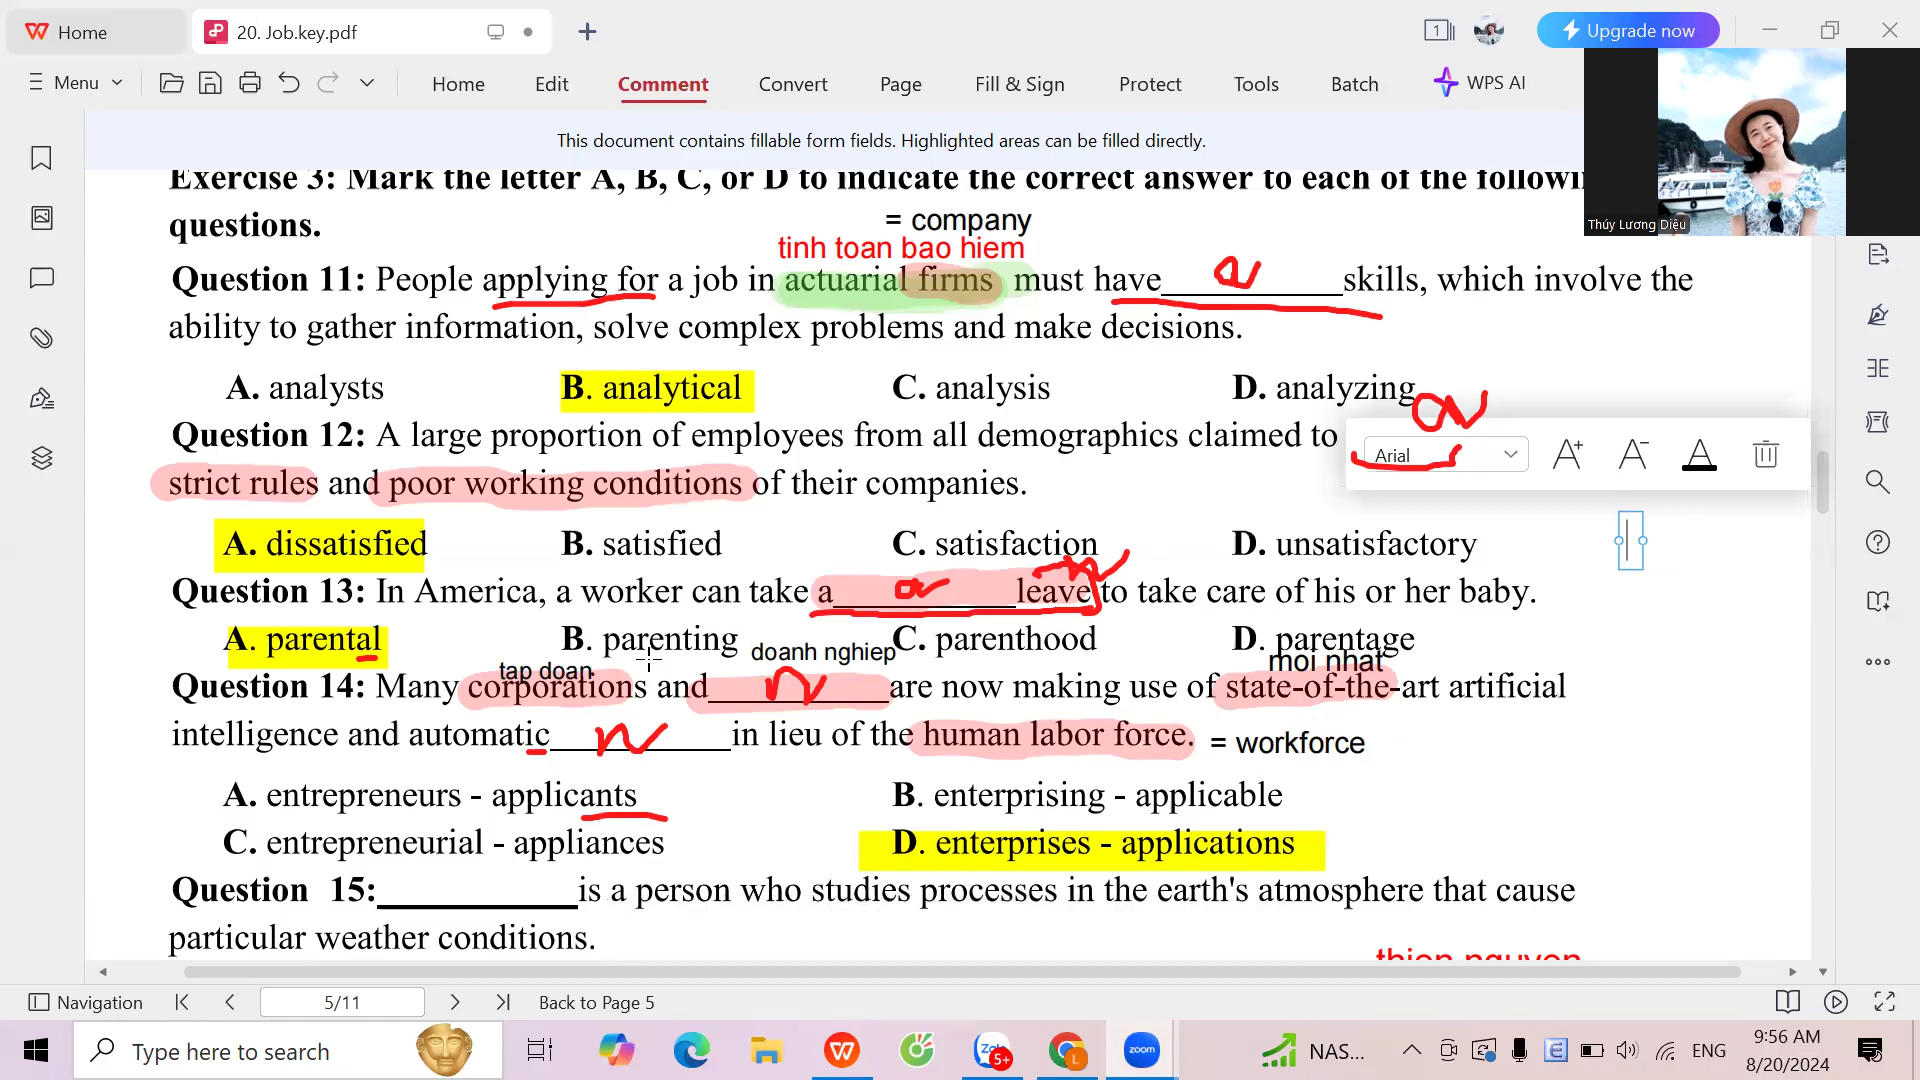 Home
20. Job.key.pdf
1
Upgrade now
Menu
Home Edit Comment Convert Page Fill & Sign Protect Tools Batch WPS AI
This document contains fillable form fields. Highlighted areas can be filled directly.
Thúy Lương Diệu
Exercise 3: Mark the letter A, B, C, or D to indicate the correct answer to each of the
questions.
= company
tinh toan bao hiem
a
Question 11: People applying for a job in actuarial firms must have__________skills, which involve the
ability to gather information, solve complex problems and make decisions.
A. analysts B. analytical C. analysis D. analyzing
Question 12: A large proportion of employees from all demographics claimed to
Arial
strict rules and poor working conditions of their companies.
A. dissatisfied B. satisfied C. satisfaction D. unsatisfactory
n
a
Question 13: In America, a worker can take a__________leave to take care of his or her baby.
A. parental B. parenting C. parenthood D. parentage
tap doan doanh nghiep moi nhat
n
Question 14: Many corporations and__________are now making use of state-of-the-art artificial
n
intelligence and automatic__________in lieu of the human labor force. = workforce
A. entrepreneurs - applicants B. enterprising - applicable
C. entrepreneurial - appliances D. enterprises - applications
Question 15:___________is a person who studies processes in the earth's atmosphere that cause
particular weather conditions.
thien nguyen
Navigation 5/11 Back to Page 5
Type here to search
Zalo 5+
L
zoom
NAS...
ENG
9:56 AM
8/20/2024